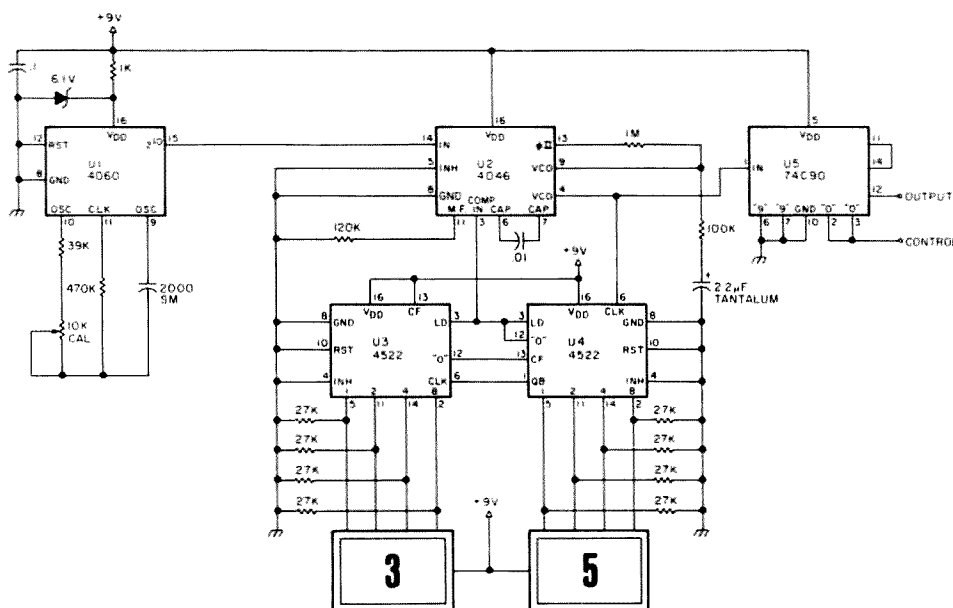 +9V
.1
1K
6.1V
16
VDD
12 RST
2^10 15
U1
4060
8 GND
OSC CLK OSC
10 11 9
39K
470K
2000
SM
10K
CAL
16
VDD
14 IN
φII 13
1M
5 INH
U2
4046
VCO 9
8 GND
VCO 4
M.F. COMP IN CAP CAP
11 3 6 7
120K
.01
100K
2.2µF
TANTALUM
5
VDD
11
14
1 IN
U5
74C90
12 OUTPUT
"9" "9" GND "0" "0"
6 7 10 2 3
CONTROL
+9V
16 13
VDD CF
8 GND
LD 3
U3
4522
10 RST
"0" 12
4 INH
CLK 6
1 2 4 8
5 11 14 2
16 6
VDD CLK
3 LD
12 "0"
U4
4522
13 CF
1 QB
GND 8
RST 10
INH 4
1 2 4 8
5 11 14 2
27K
27K
27K
27K
27K
27K
27K
27K
+9V
3
5